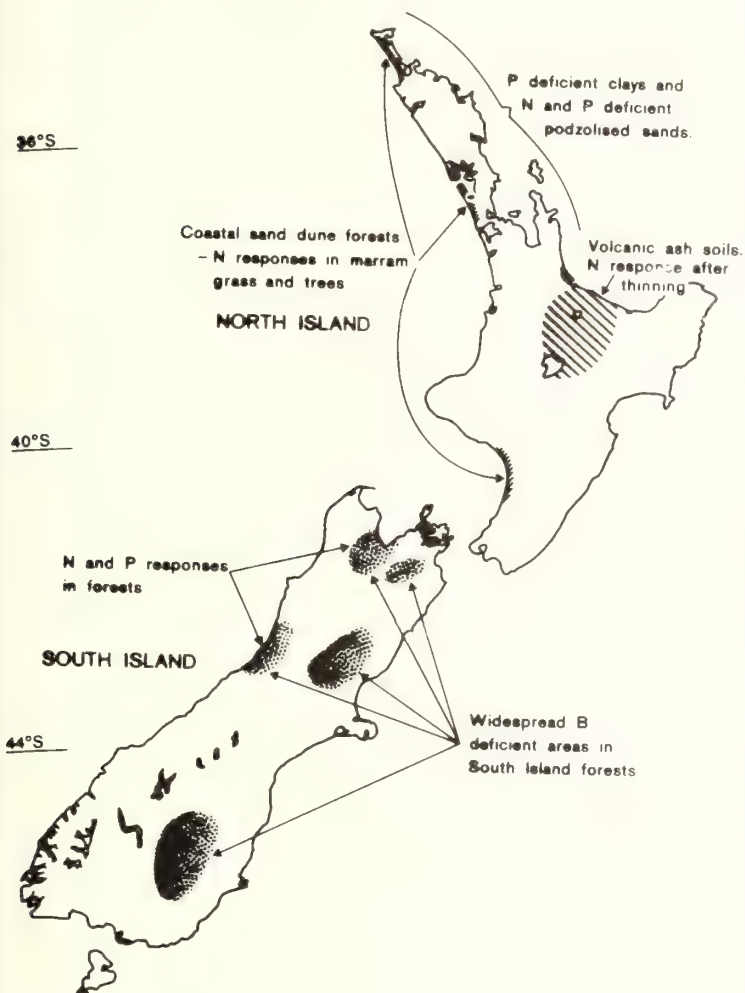 P deficient clays and
N and P deficient
podzolised sands.
36°S
Coastal sand dune forests
– N responses in marram
grass and trees
Volcanic ash soils.
N response after
thinning
NORTH ISLAND
40°S
N and P responses
in forests
SOUTH ISLAND
44°S
Widespread B
deficient areas in
South Island forests